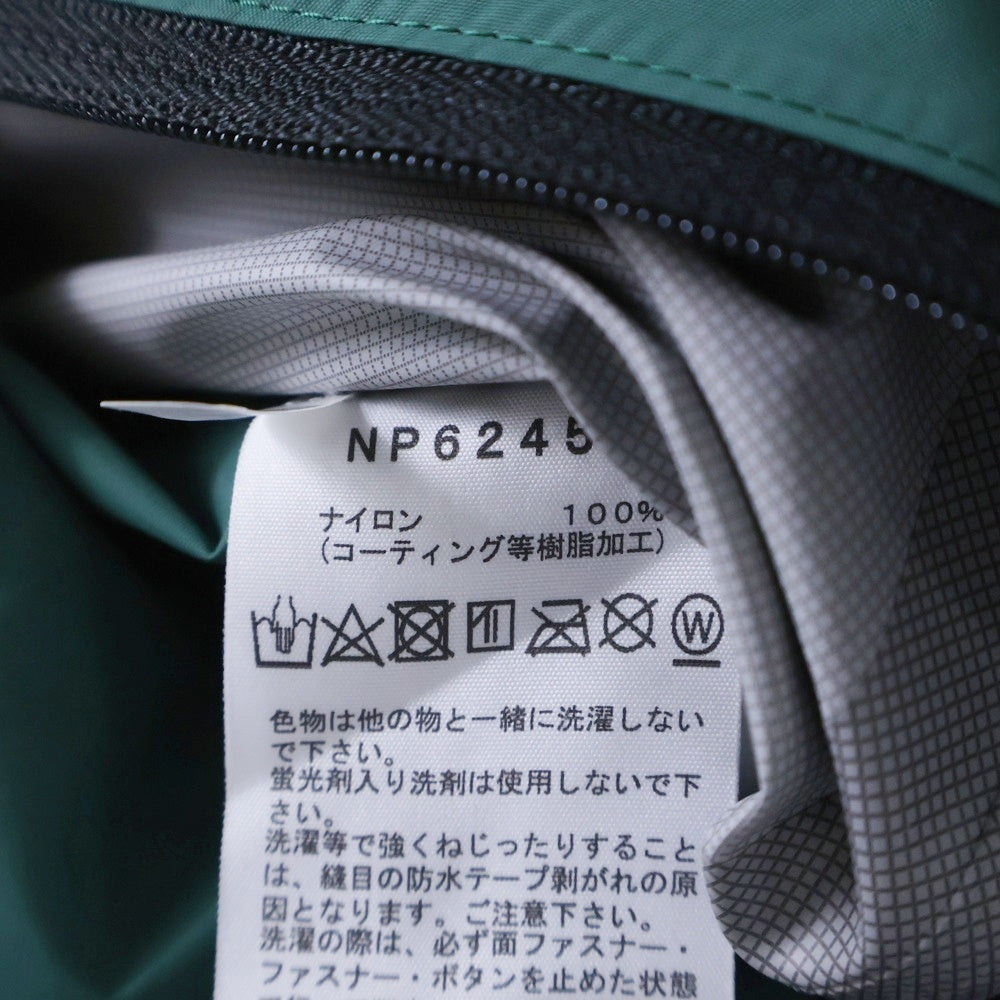 NP6245
ナイロン 100%
(コーティング等樹脂加工)
W
色物は他の物と一緒に洗濯しない
で下さい。
蛍光剤入り洗剤は使用しないで下
さい。
洗濯等で強くねじったりすること
は、縫目の防水テープ剥がれの原
因となります。ご注意下さい。
洗濯の際は、必ず面ファスナー・
ファスナー・ボタンを止めた状態